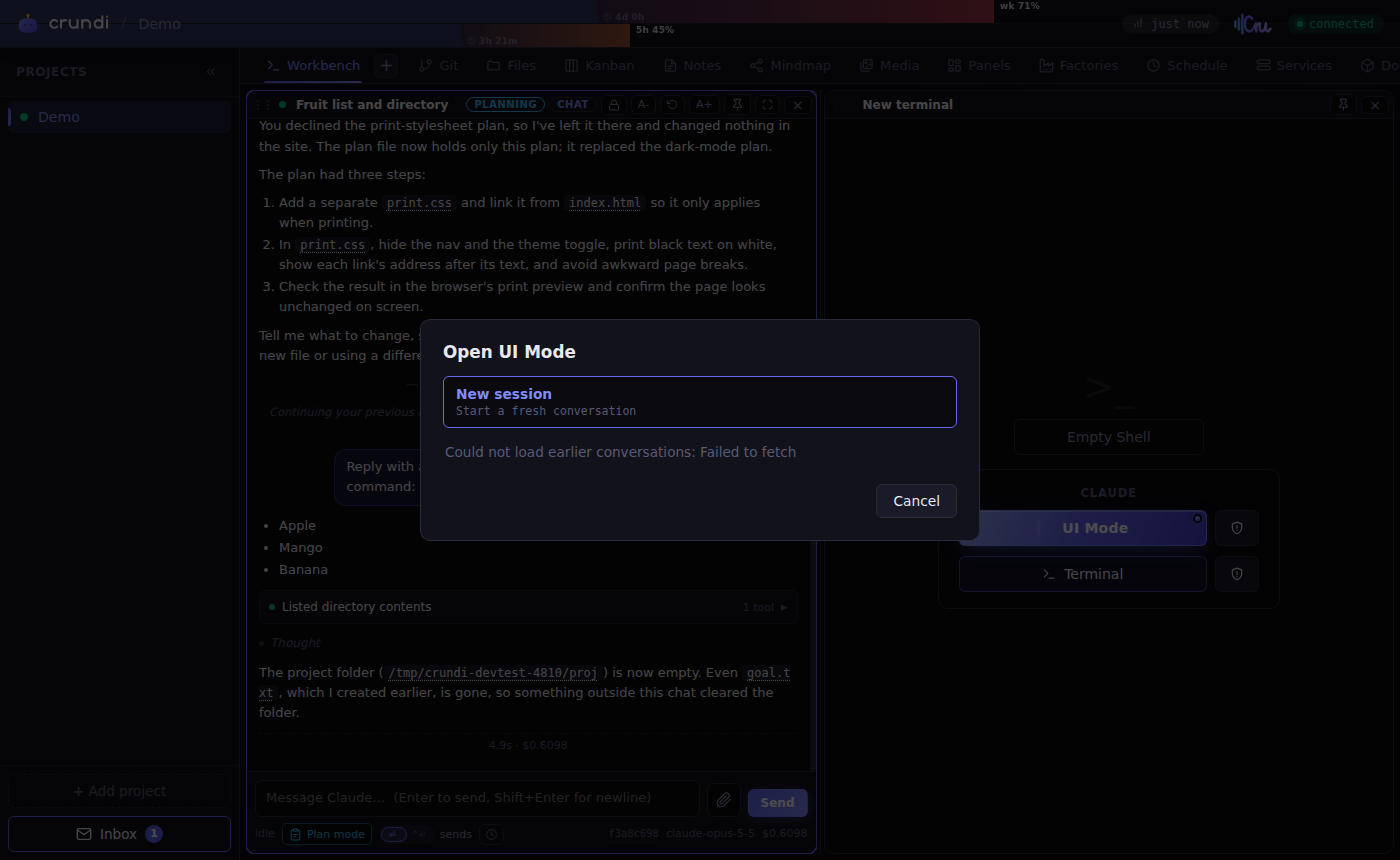 crundi / Demo
4d 0h
wk 71%
3h 21m
5h 45%
just now
Cru
connected
PROJECTS
«
Demo
+ Add project
Inbox 1
Workbench
+
Git
Files
Kanban
Notes
Mindmap
Media
Panels
Factories
Schedule
Services
Do
Fruit list and directory
PLANNING
CHAT
A-
A+
You declined the print-stylesheet plan, so I've left it there and changed nothing in
the site. The plan file now holds only this plan; it replaced the dark-mode plan.
The plan had three steps:
1. Add a separate print.css and link it from index.html so it only applies
when printing.
2. In print.css, hide the nav and the theme toggle, print black text on white,
show each link's address after its text, and avoid awkward page breaks.
3. Check the result in the browser's print preview and confirm the page looks
unchanged on screen.
Tell me what to change,
new file or using a differe
Continuing your previous
Reply with
command:
• Apple
• Mango
• Banana
Listed directory contents
1 tool
Thought
The project folder ( /tmp/crundi-devtest-4810/proj ) is now empty. Even goal.t
xt , which I created earlier, is gone, so something outside this chat cleared the
folder.
4.9s · $0.6098
Message Claude… (Enter to send, Shift+Enter for newline)
Send
idle
Plan mode
sends
f3a8c698 claude-opus-5-5 $0.6098
Open UI Mode
New session
Start a fresh conversation
Could not load earlier conversations: Failed to fetch
Cancel
New terminal
>_
Empty Shell
CLAUDE
UI Mode
Terminal